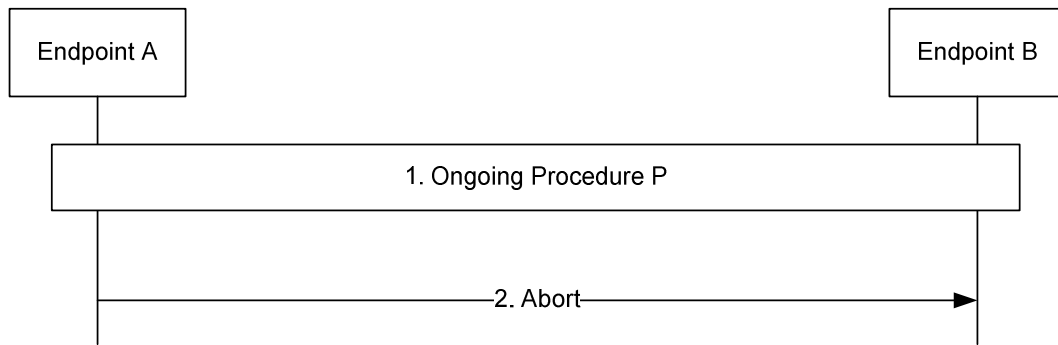 Endpoint A
Endpoint B
1. Ongoing Procedure P
2. Abort